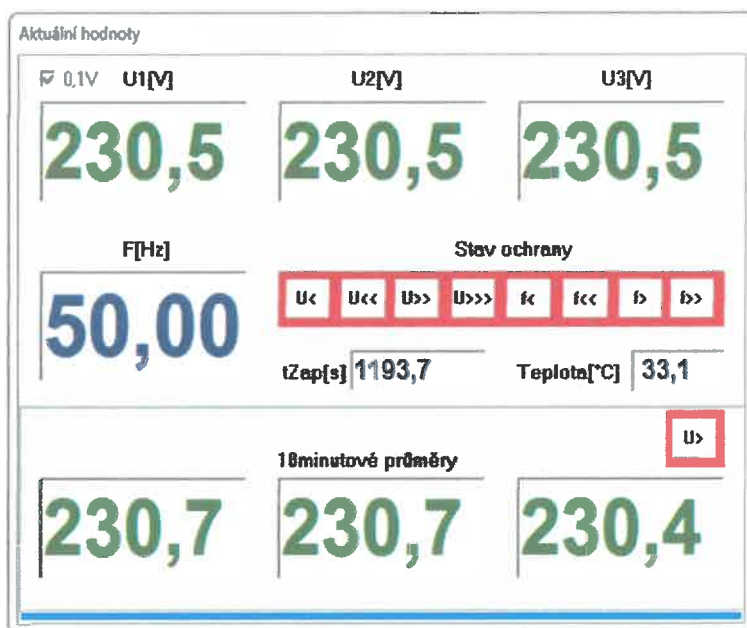 Aktuální hodnoty
0,1V U1[V] U2[V] U3[V]
230,5 230,5 230,5
F[Hz] Stav ochrany
50,00 U< U<< U>> U>>> f< f<< f> f>>
tZap[s] 1193,7 Teplota[°C] 33,1
U>
10minutové průměry
230,7 230,7 230,4